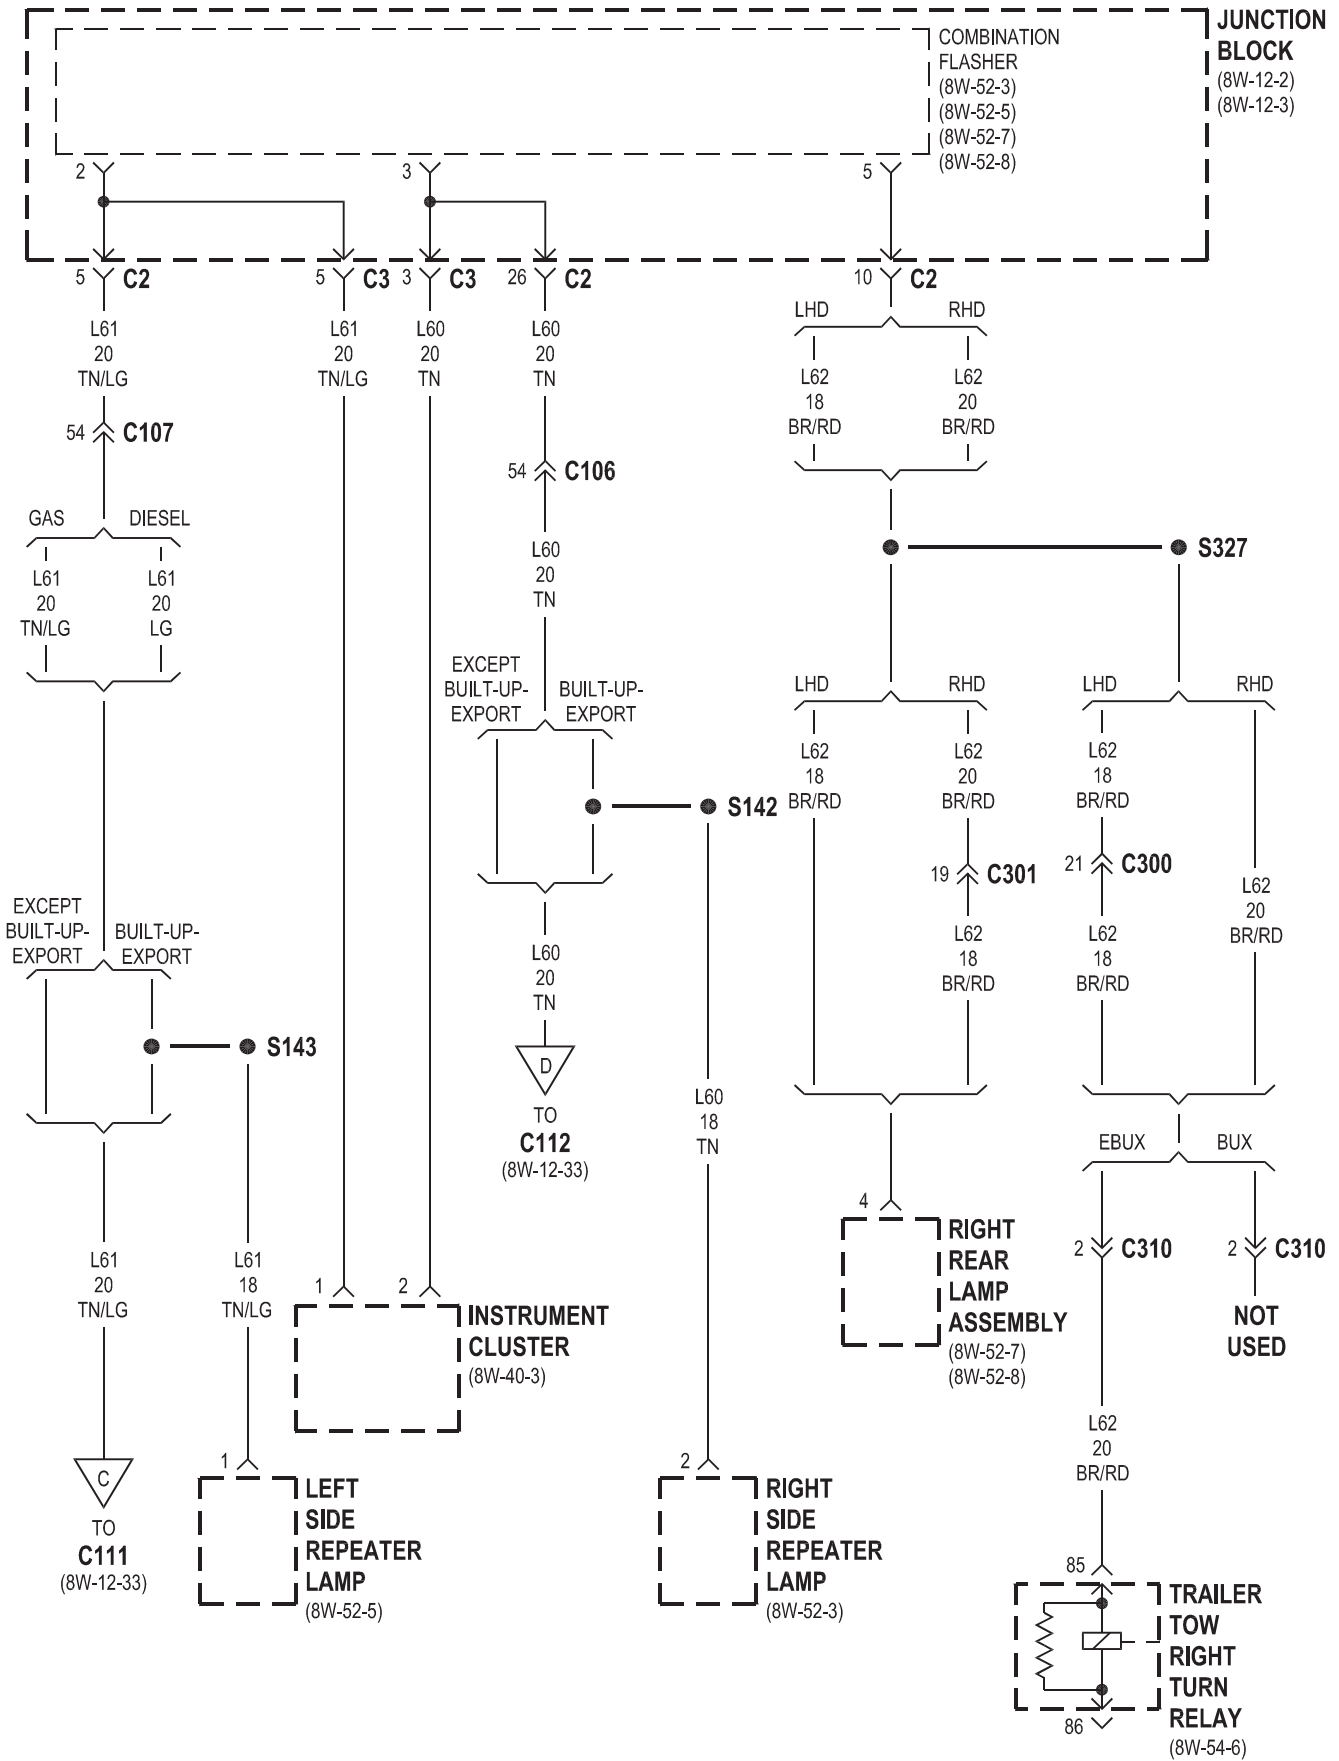 JUNCTION
BLOCK
(8W-12-2)
(8W-12-3)
COMBINATION
FLASHER
(8W-52-3)
(8W-52-5)
(8W-52-7)
(8W-52-8)
2
3
5
5 C2
5 C3
3 C3
26 C2
10 C2
L61
20
TN/LG
L61
20
TN/LG
L60
20
TN
L60
20
TN
LHD
RHD
L62
18
BR/RD
L62
20
BR/RD
54 C107
54 C106
GAS
DIESEL
L61
20
TN/LG
L61
20
LG
L60
20
TN
S327
EXCEPT
BUILT-UP-
EXPORT
BUILT-UP-
EXPORT
LHD
RHD
LHD
RHD
L62
18
BR/RD
L62
20
BR/RD
L62
18
BR/RD
S142
19 C301
21 C300
L62
20
BR/RD
EXCEPT
BUILT-UP-
EXPORT
BUILT-UP-
EXPORT
L60
20
TN
L62
18
BR/RD
L62
18
BR/RD
S143
D
TO
C112
(8W-12-33)
L60
18
TN
EBUX
BUX
4
RIGHT
REAR
LAMP
ASSEMBLY
(8W-52-7)
(8W-52-8)
2 C310
2 C310
NOT
USED
L61
20
TN/LG
L61
18
TN/LG
1
2
INSTRUMENT
CLUSTER
(8W-40-3)
L62
20
BR/RD
C
TO
C111
(8W-12-33)
1
LEFT
SIDE
REPEATER
LAMP
(8W-52-5)
2
RIGHT
SIDE
REPEATER
LAMP
(8W-52-3)
85
TRAILER
TOW
RIGHT
TURN
RELAY
(8W-54-6)
86